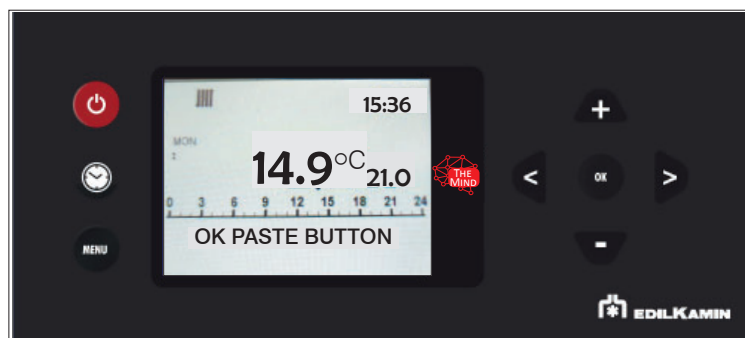 15:36
MON
14.9°C
21.0
0 3 6 9 12 15 18 21 24
OK PASTE BUTTON
MENU
THE
MIND
<
OK
>
+
-
EDILKAMIN